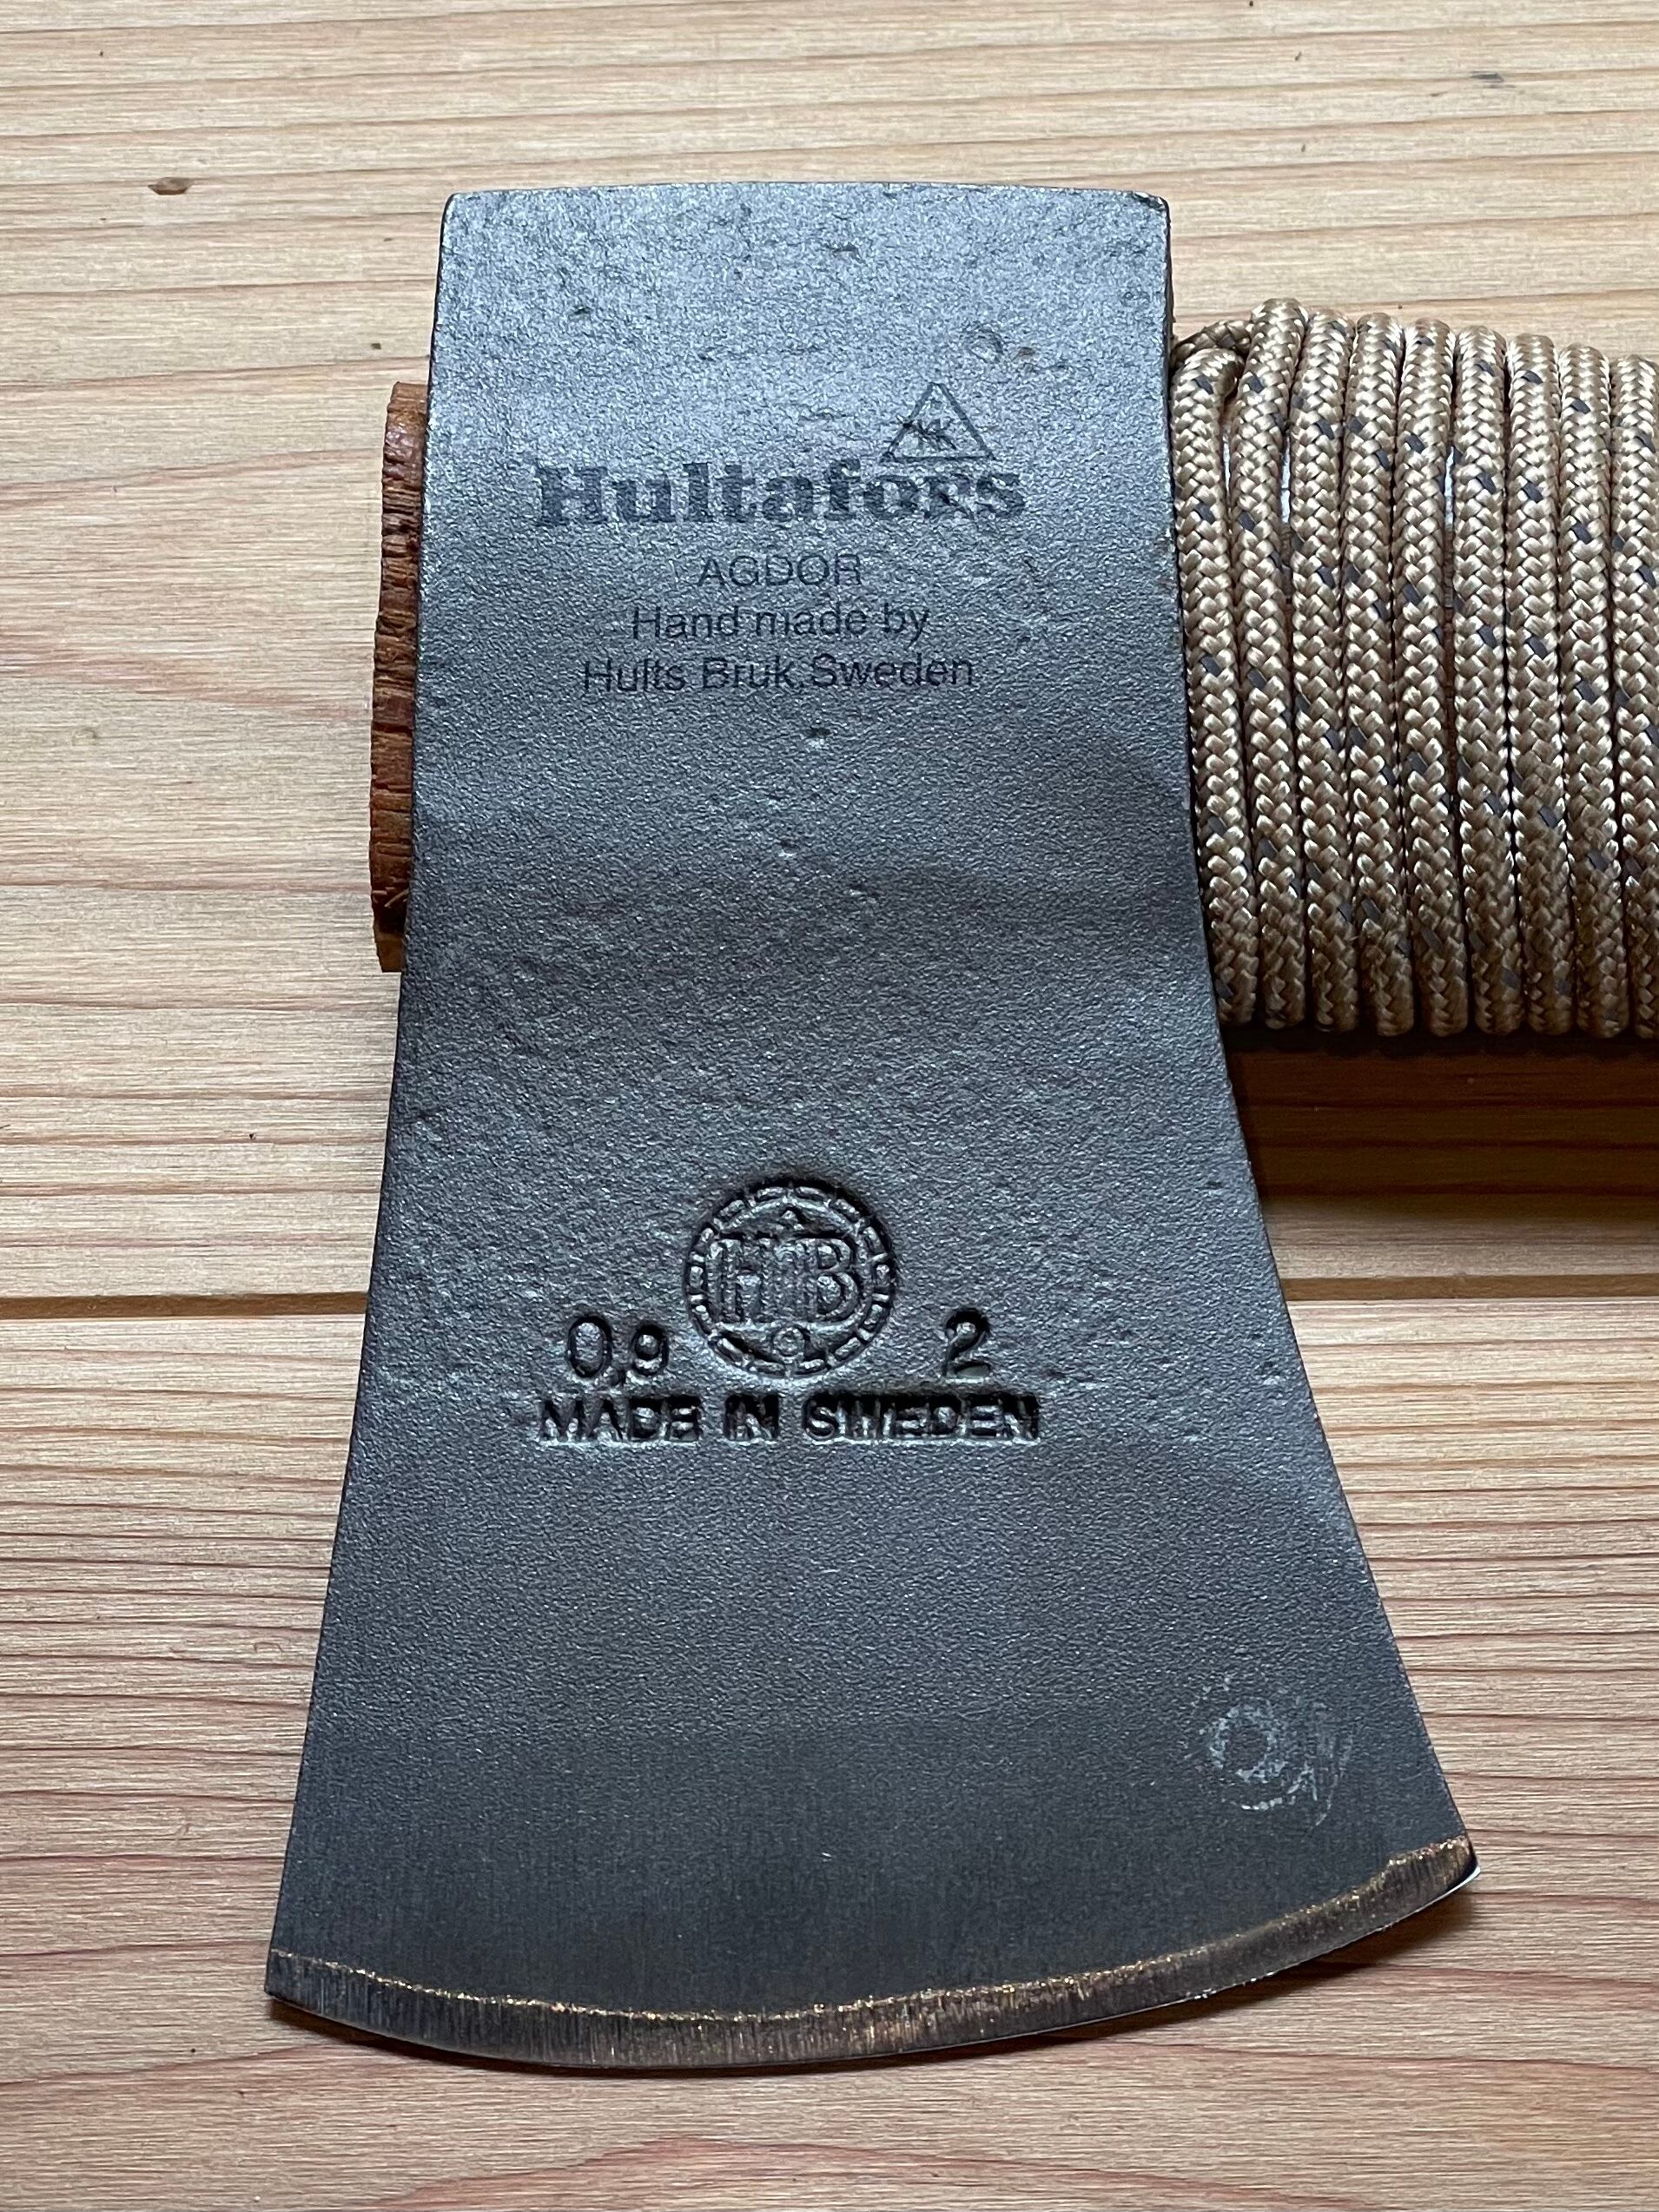 Hultafors
AGDOR
Hand made by
Hults Bruk,Sweden
HB
0,9 2
MADE IN SWEDEN